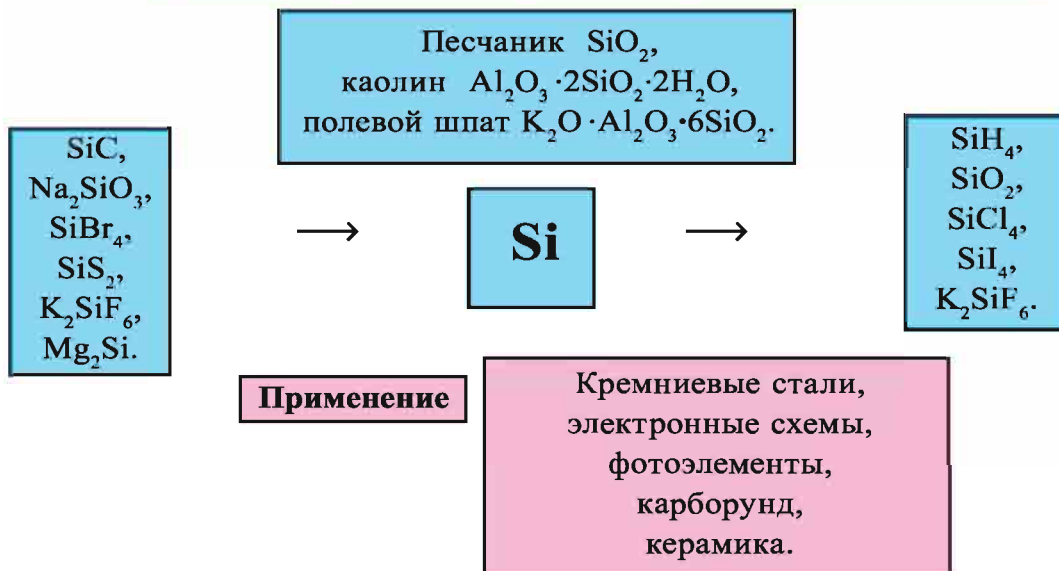 Песчаник SiO₂,
каолин Al₂O₃·2SiO₂·2H₂O,
полевой шпат K₂O·Al₂O₃·6SiO₂.
SiC,
Na₂SiO₃,
SiBr₄,
SiS₂,
K₂SiF₆,
Mg₂Si.
→
Si
→
SiH₄,
SiO₂,
SiCl₄,
SiI₄,
K₂SiF₆.
Применение
Кремниевые стали,
электронные схемы,
фотоэлементы,
карборунд,
керамика.